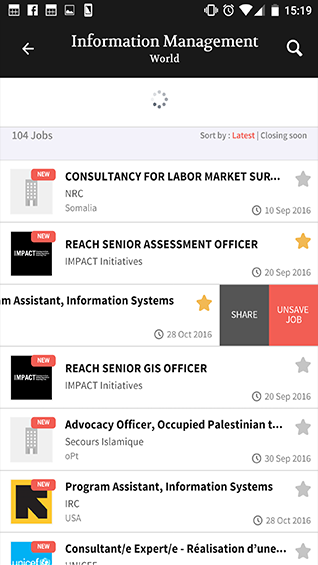 15:19
Information Management
World
104 Jobs
Sort by : Latest | Closing soon
NEW
CONSULTANCY FOR LABOR MARKET SUR...
NRC
Somalia
10 Sep 2016
NEW
REACH SENIOR ASSESSMENT OFFICER
IMPACT
IMPACT Initiatives
20 Sep 2016
am Assistant, Information Systems
28 Oct 2016
SHARE
UNSAVE
JOB
NEW
REACH SENIOR GIS OFFICER
IMPACT
IMPACT Initiatives
20 Sep 2016
NEW
Advocacy Officer, Occupied Palestinian t...
Secours Islamique
oPt
30 Sep 2016
NEW
Program Assistant, Information Systems
IRC
USA
28 Oct 2016
NEW
Consultant/e Expert/e - Réalisation d'une...
unicef
UNICEF